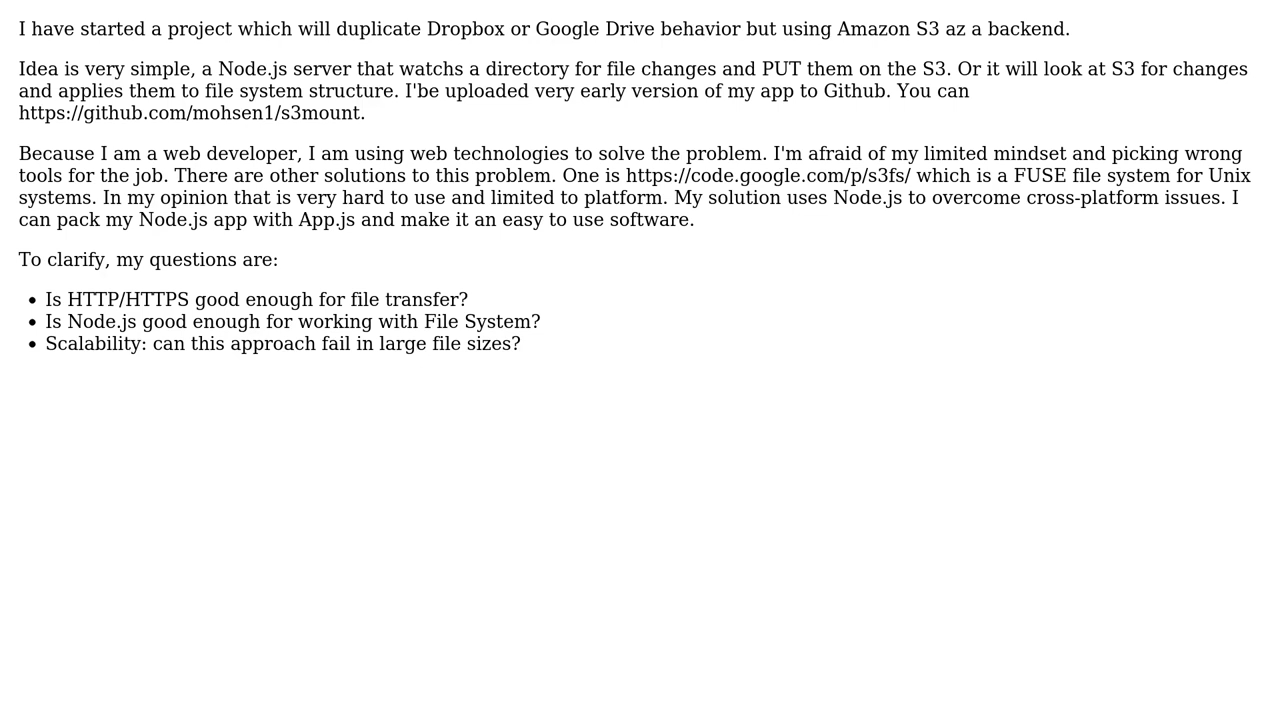 I have started a project which will duplicate Dropbox or Google Drive behavior but using Amazon S3 az a backend.
Idea is very simple, a Node.js server that watchs a directory for file changes and PUT them on the S3. Or it will look at S3 for changes
and applies them to file system structure. I'be uploaded very early version of my app to Github. You can
https://github.com/mohsen1/s3mount.
Because I am a web developer, I am using web technologies to solve the problem. I'm afraid of my limited mindset and picking wrong
tools for the job. There are other solutions to this problem. One is https://code.google.com/p/s3fs/ which is a FUSE file system for Unix
systems. In my opinion that is very hard to use and limited to platform. My solution uses Node.js to overcome cross-platform issues. I
can pack my Node.js app with App.js and make it an easy to use software.
To clarify, my questions are:
• Is HTTP/HTTPS good enough for file transfer?
• Is Node.js good enough for working with File System?
• Scalability: can this approach fail in large file sizes?